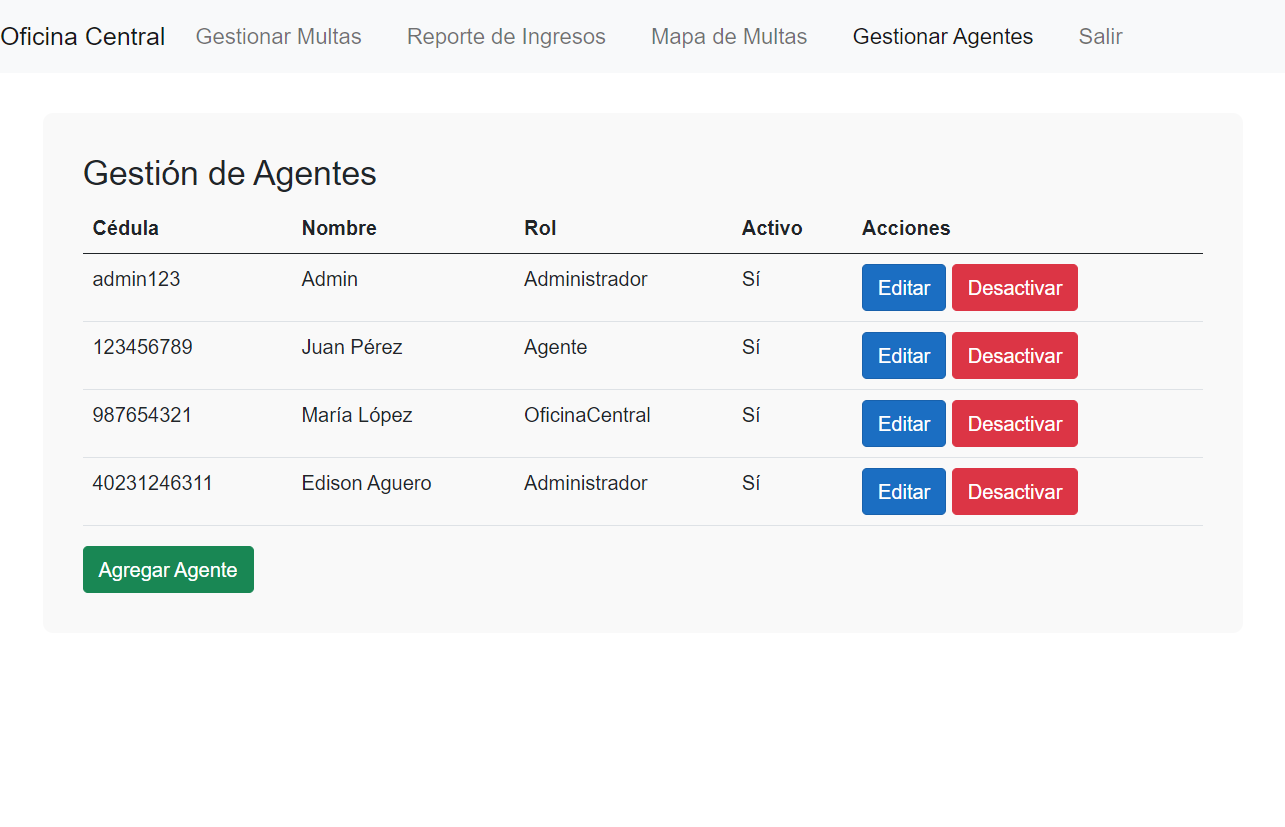 Oficina Central Gestionar Multas Reporte de Ingresos Mapa de Multas Gestionar Agentes Salir
Gestión de Agentes
Cédula Nombre Rol Activo Acciones
admin123 Admin Administrador Sí Editar Desactivar
123456789 Juan Pérez Agente Sí Editar Desactivar
987654321 María López OficinaCentral Sí Editar Desactivar
40231246311 Edison Aguero Administrador Sí Editar Desactivar
Agregar Agente